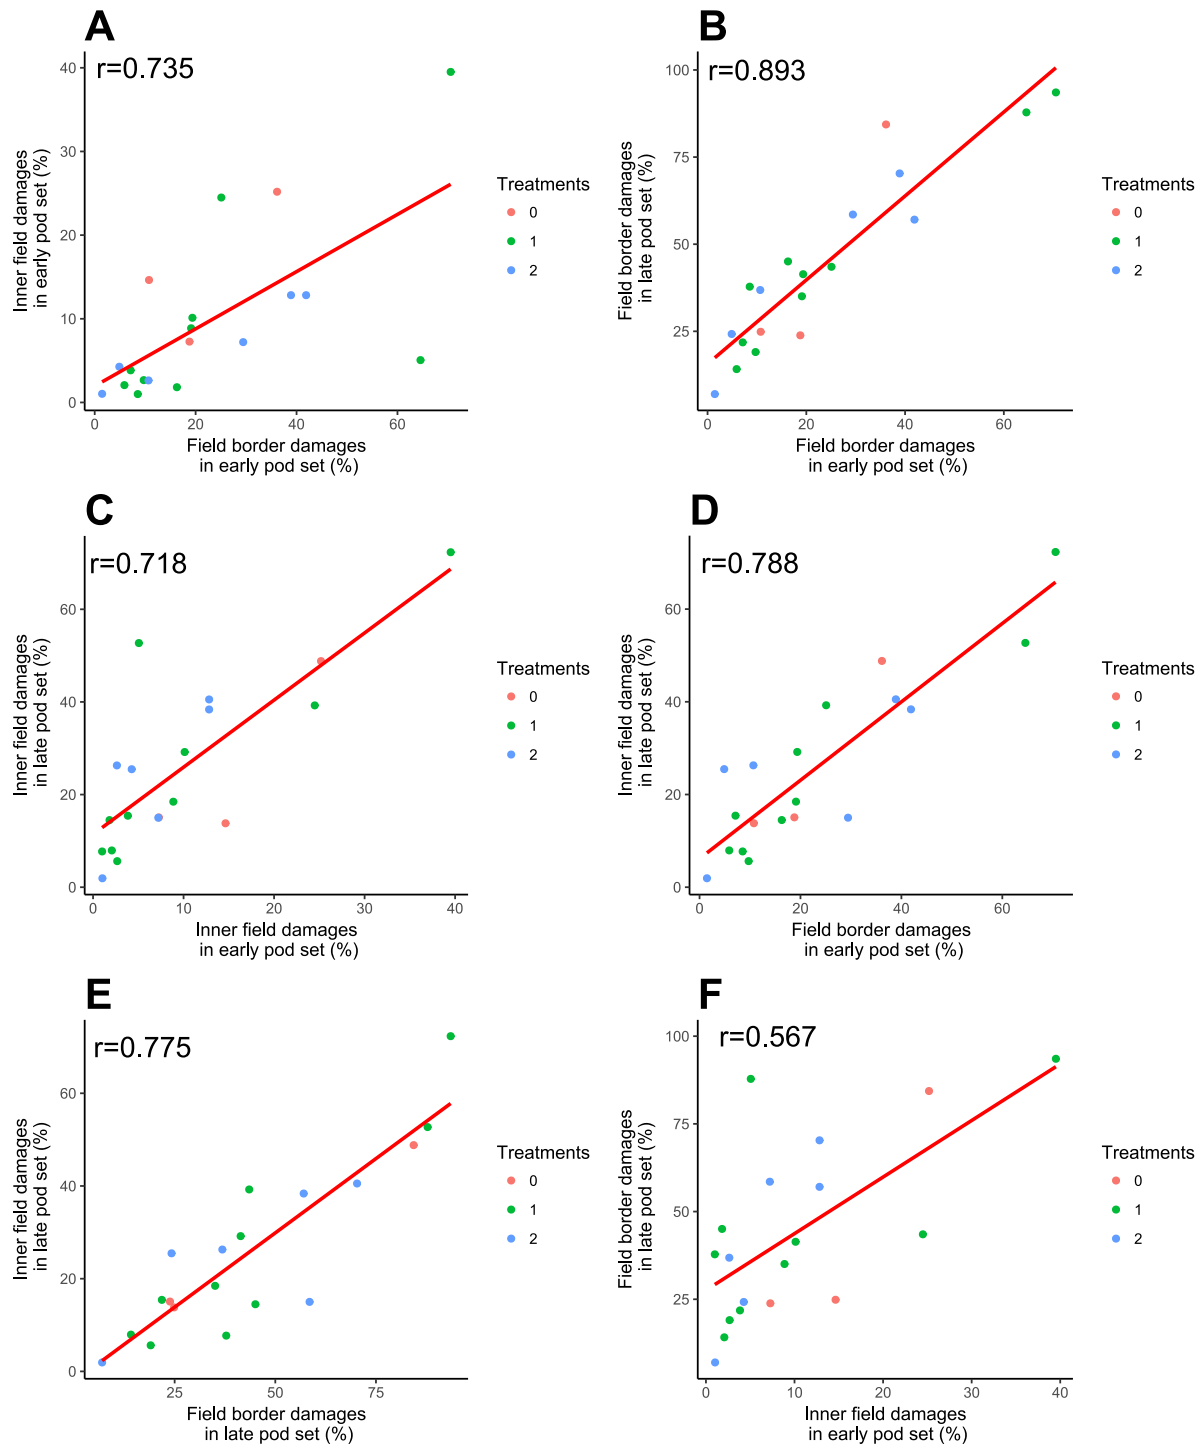 A
r=0.735
40
30
20
10
0
Inner field damages
in early pod set (%)
0 20 40 60
Field border damages
in early pod set (%)
Treatments
0
1
2
B
r=0.893
100
75
50
25
Field border damages
in late pod set (%)
0 20 40 60
Field border damages
in early pod set (%)
Treatments
0
1
2
C
r=0.718
60
40
20
0
Inner field damages
in late pod set (%)
0 10 20 30 40
Inner field damages
in early pod set (%)
Treatments
0
1
2
D
r=0.788
60
40
20
0
Inner field damages
in late pod set (%)
0 20 40 60
Field border damages
in early pod set (%)
Treatments
0
1
2
E
r=0.775
60
40
20
0
Inner field damages
in late pod set (%)
25 75
Field border damages
in late pod set (%)
Treatments
0
1
2
F
r=0.567
100
75
50
25
Field border damages
in late pod set (%)
0 10 20 30 40
Inner field damages
in early pod set (%)
Treatments
0
1
2